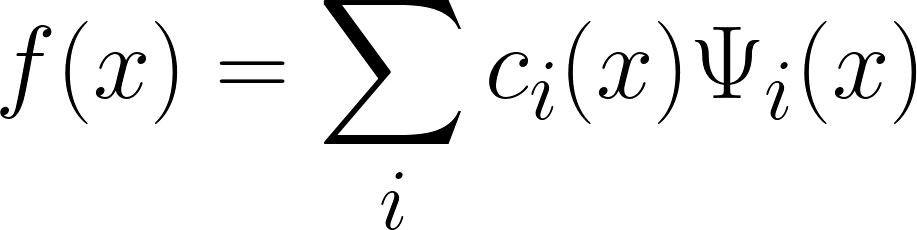 f(x) = ∑_i c_i(x)Ψ_i(x)